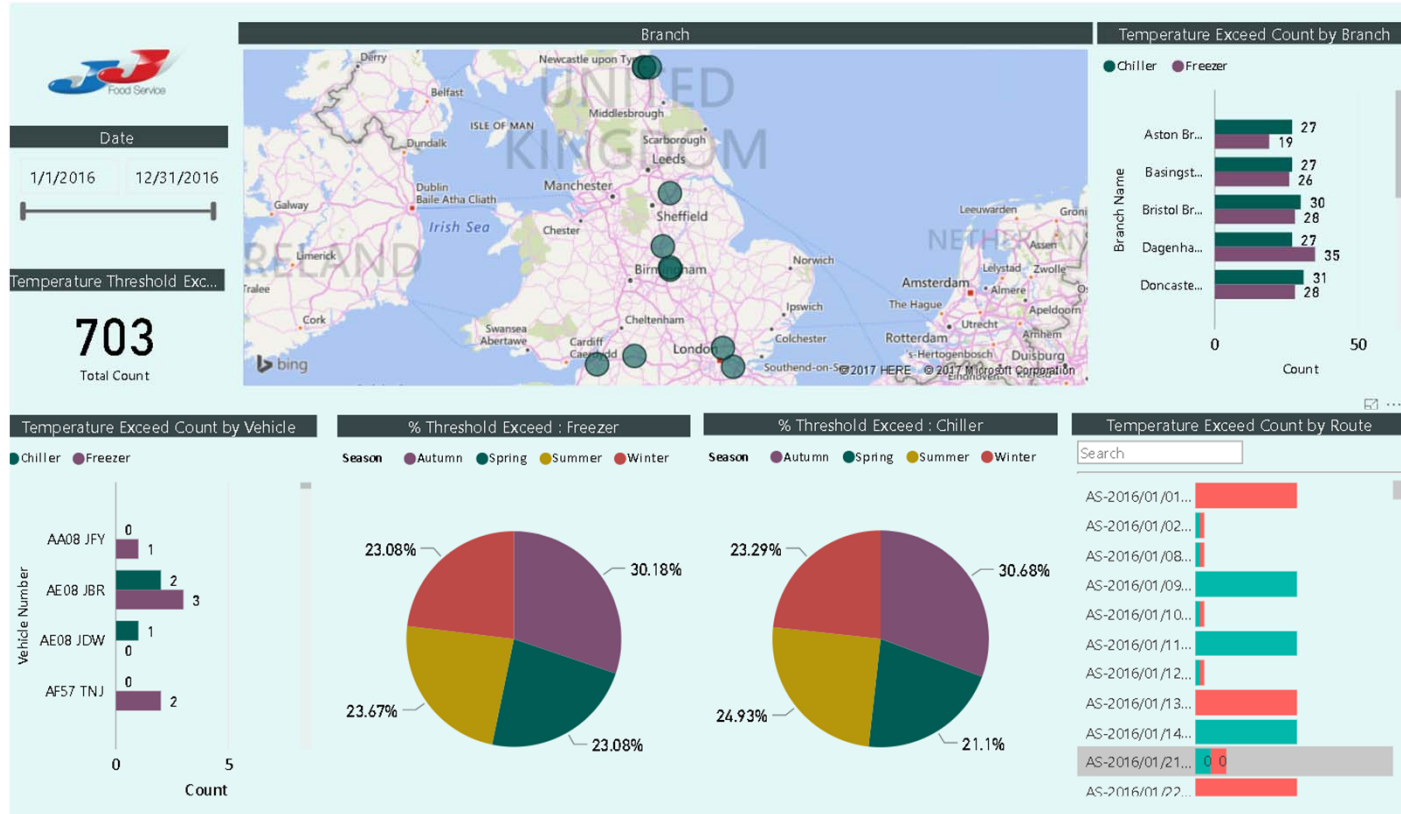 JJ
Food Service
Date
1/1/2016 12/31/2016
Temperature Threshold Exc...
703
Total Count
Branch
Derry
Newcastle upon Ty
Belfast
UNITED
KINGDOM
ISLE OF MAN
Middlesbrough
Scarborough
Dundalk
Leeds
Manchester
Dublin
Baile Atha Cliath
Galway
Irish Sea
Sheffield
Chester
Leeuwarden
Groni
IRELAND
NETHERLAN
Assen
Limerick
Birmingham
Norwich
Lelystad
Zwolle
Tralee
Amsterdam
Almere
The Hague
Apeldoorn
Ipswich
Cork
Swansea
Abertawe
Cheltenham
Utrecht
Arnhem
Colchester
Rotterdam
Cardiff
Caerdydd
London
's-Hertogenbosch
Duisburg
bing
Southend-on-S
© 2017 HERE © 2017 Microsoft Corporation
Eindhoven
Krefeld
Temperature Exceed Count by Branch
Chiller Freezer
Branch Name
Aston Br... 27
19
Basingst... 27
26
Bristol Br... 30
28
Dagenha... 27
35
Doncaste... 31
28
0 50
Count
Temperature Exceed Count by Vehicle
Chiller Freezer
Vehicle Number
AA08 JFY 0
1
AE08 JBR 2
3
AE08 JDW 1
0
AF57 TNJ 0
2
0 5
Count
% Threshold Exceed : Freezer
Season Autumn Spring Summer Winter
23.08%
30.18%
23.67%
23.08%
% Threshold Exceed : Chiller
Season Autumn Spring Summer Winter
23.29%
30.68%
24.93%
21.1%
Temperature Exceed Count by Route
Search
AS-2016/01/01...
AS-2016/01/02...
AS-2016/01/08...
AS-2016/01/09...
AS-2016/01/10...
AS-2016/01/11...
AS-2016/01/12...
AS-2016/01/13...
AS-2016/01/14...
AS-2016/01/21... 0 0
AS-2016/01/22...